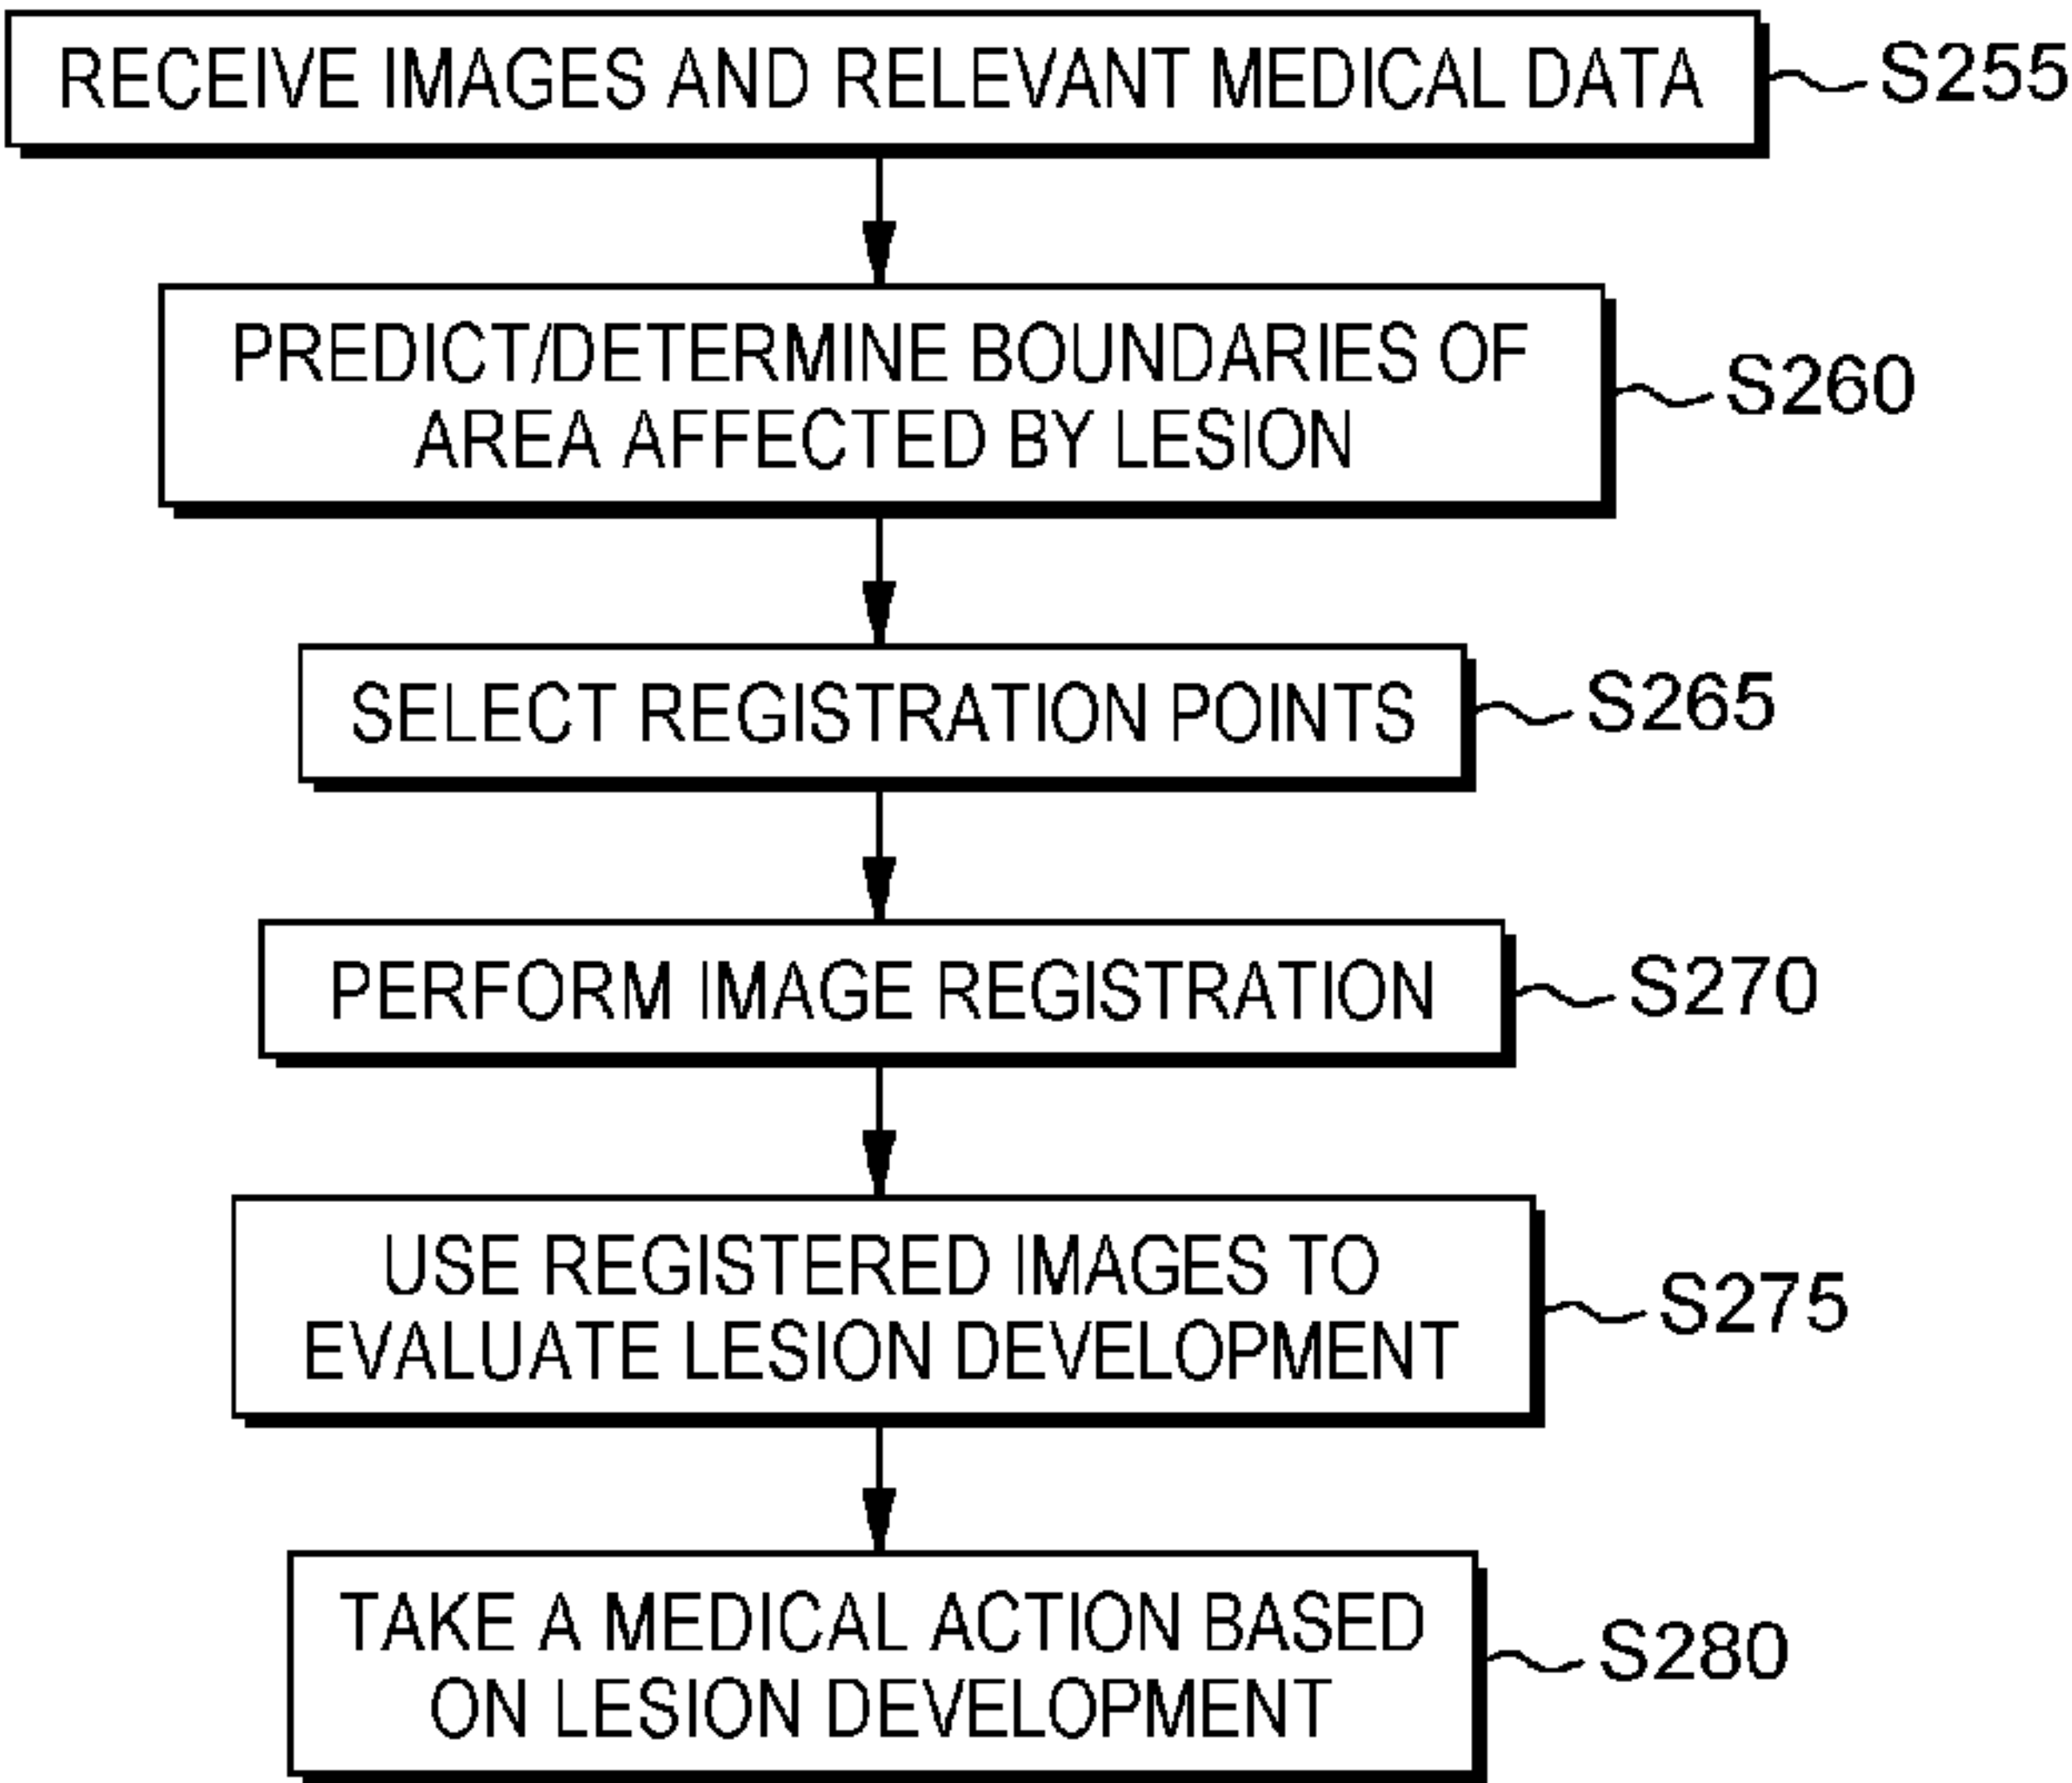 RECEIVE IMAGES AND RELEVANT MEDICAL DATA
S255
PREDICT/DETERMINE BOUNDARIES OF
AREA AFFECTED BY LESION
S260
SELECT REGISTRATION POINTS
S265
PERFORM IMAGE REGISTRATION
S270
USE REGISTERED IMAGES TO
EVALUATE LESION DEVELOPMENT
S275
TAKE A MEDICAL ACTION BASED
ON LESION DEVELOPMENT
S280